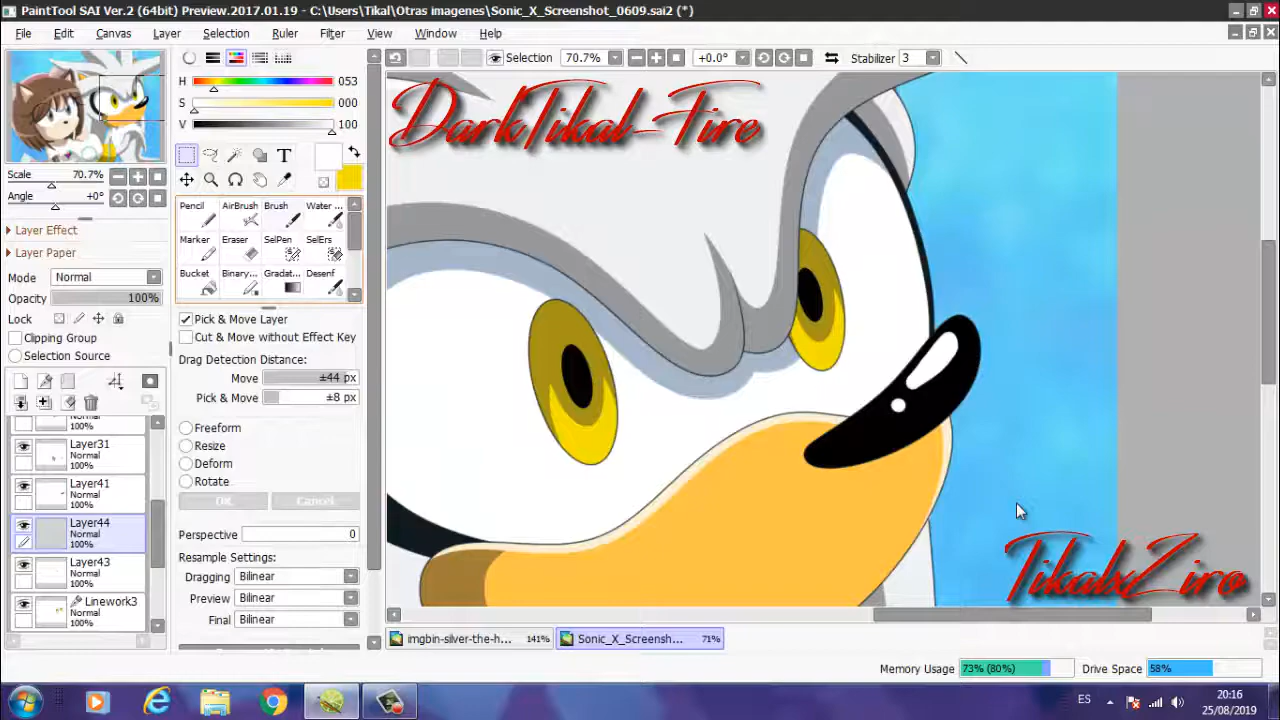 PaintTool SAI Ver.2 (64bit) Preview.2017.01.19 - C:\Users\Tikal\Otras imagenes\Sonic_X_Screenshot_0609.sai2 (*)
File Edit Canvas Layer Selection Ruler Filter View Window Help
Selection 70.7% +0.0° Stabilizer 3
H 053
S 000
V 100
DarkTikal-Fire
Scale 70.7%
Angle +0°
Layer Effect
Layer Paper
Mode Normal
Opacity 100%
Lock
Clipping Group
Selection Source
T
Pencil AirBrush Brush Water ...
Marker Eraser SelPen SelErs
Bucket Binary... Gradat... Desenf
Pick & Move Layer
Cut & Move without Effect Key
Drag Detection Distance:
Move ±44 px
Pick & Move ±8 px
Freeform
Resize
Deform
Rotate
OK Cancel
Perspective 0
Resample Settings:
Dragging Bilinear
Preview Bilinear
Final Bilinear
Normal
100%
Layer31
Normal
100%
Layer41
Normal
100%
Layer44
Normal
100%
Layer43
Normal
100%
Linework3
Normal
100%
TikalxZiro
imgbin-silver-the-h... 141% Sonic_X_Screensh... 71%
Memory Usage 73% (80%) Drive Space 58%
ES
20:16
25/08/2019